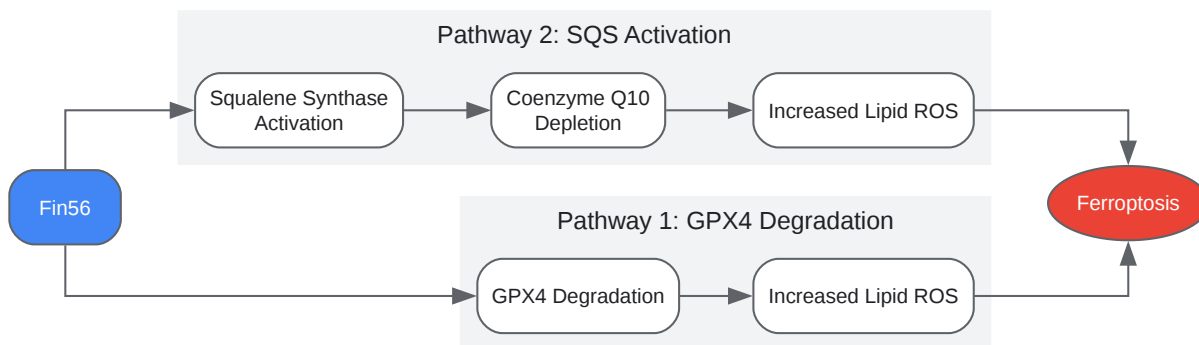 Pathway 2: SQS Activation
Squalene Synthase
Activation
Coenzyme Q10
Depletion
Increased Lipid ROS
Fin56
Ferroptosis
Pathway 1: GPX4 Degradation
GPX4 Degradation
Increased Lipid ROS